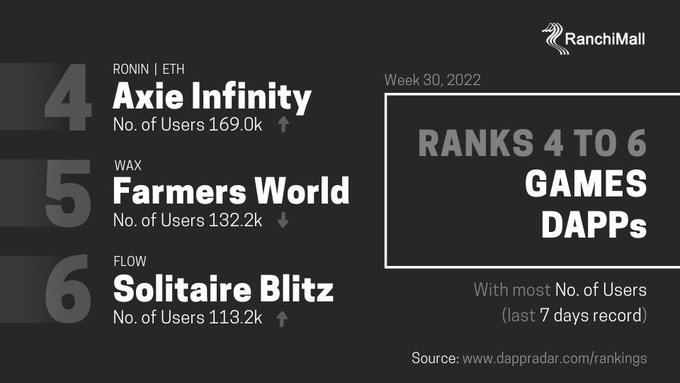 RanchiMall
Week 30, 2022
RANKS 4 TO 6
GAMES
DAPPs
4
RONIN | ETH
Axie Infinity
No. of Users 169.0k ↑
5
WAX
Farmers World
No. of Users 132.2k ↓
6
FLOW
Solitaire Blitz
No. of Users 113.2k ↑
With most No. of Users
(last 7 days record)
Source: www.dappradar.com/rankings